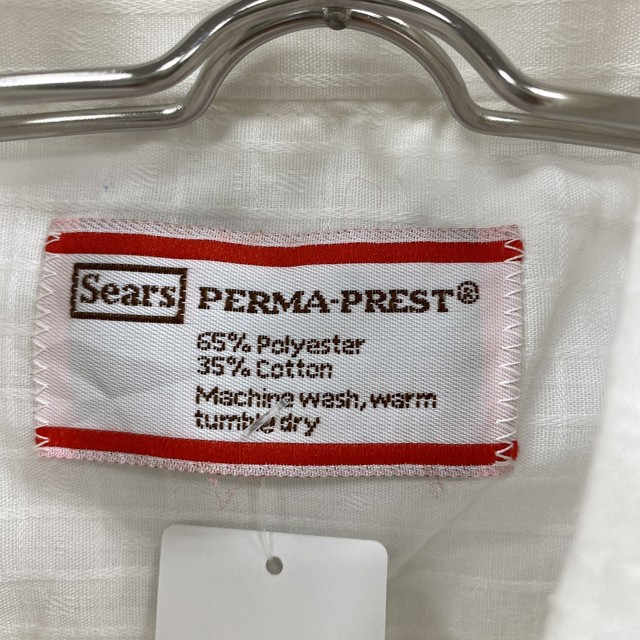 Sears PERMA-PREST®
65% Polyester
35% Cotton
Machine wash, warm
tumble dry